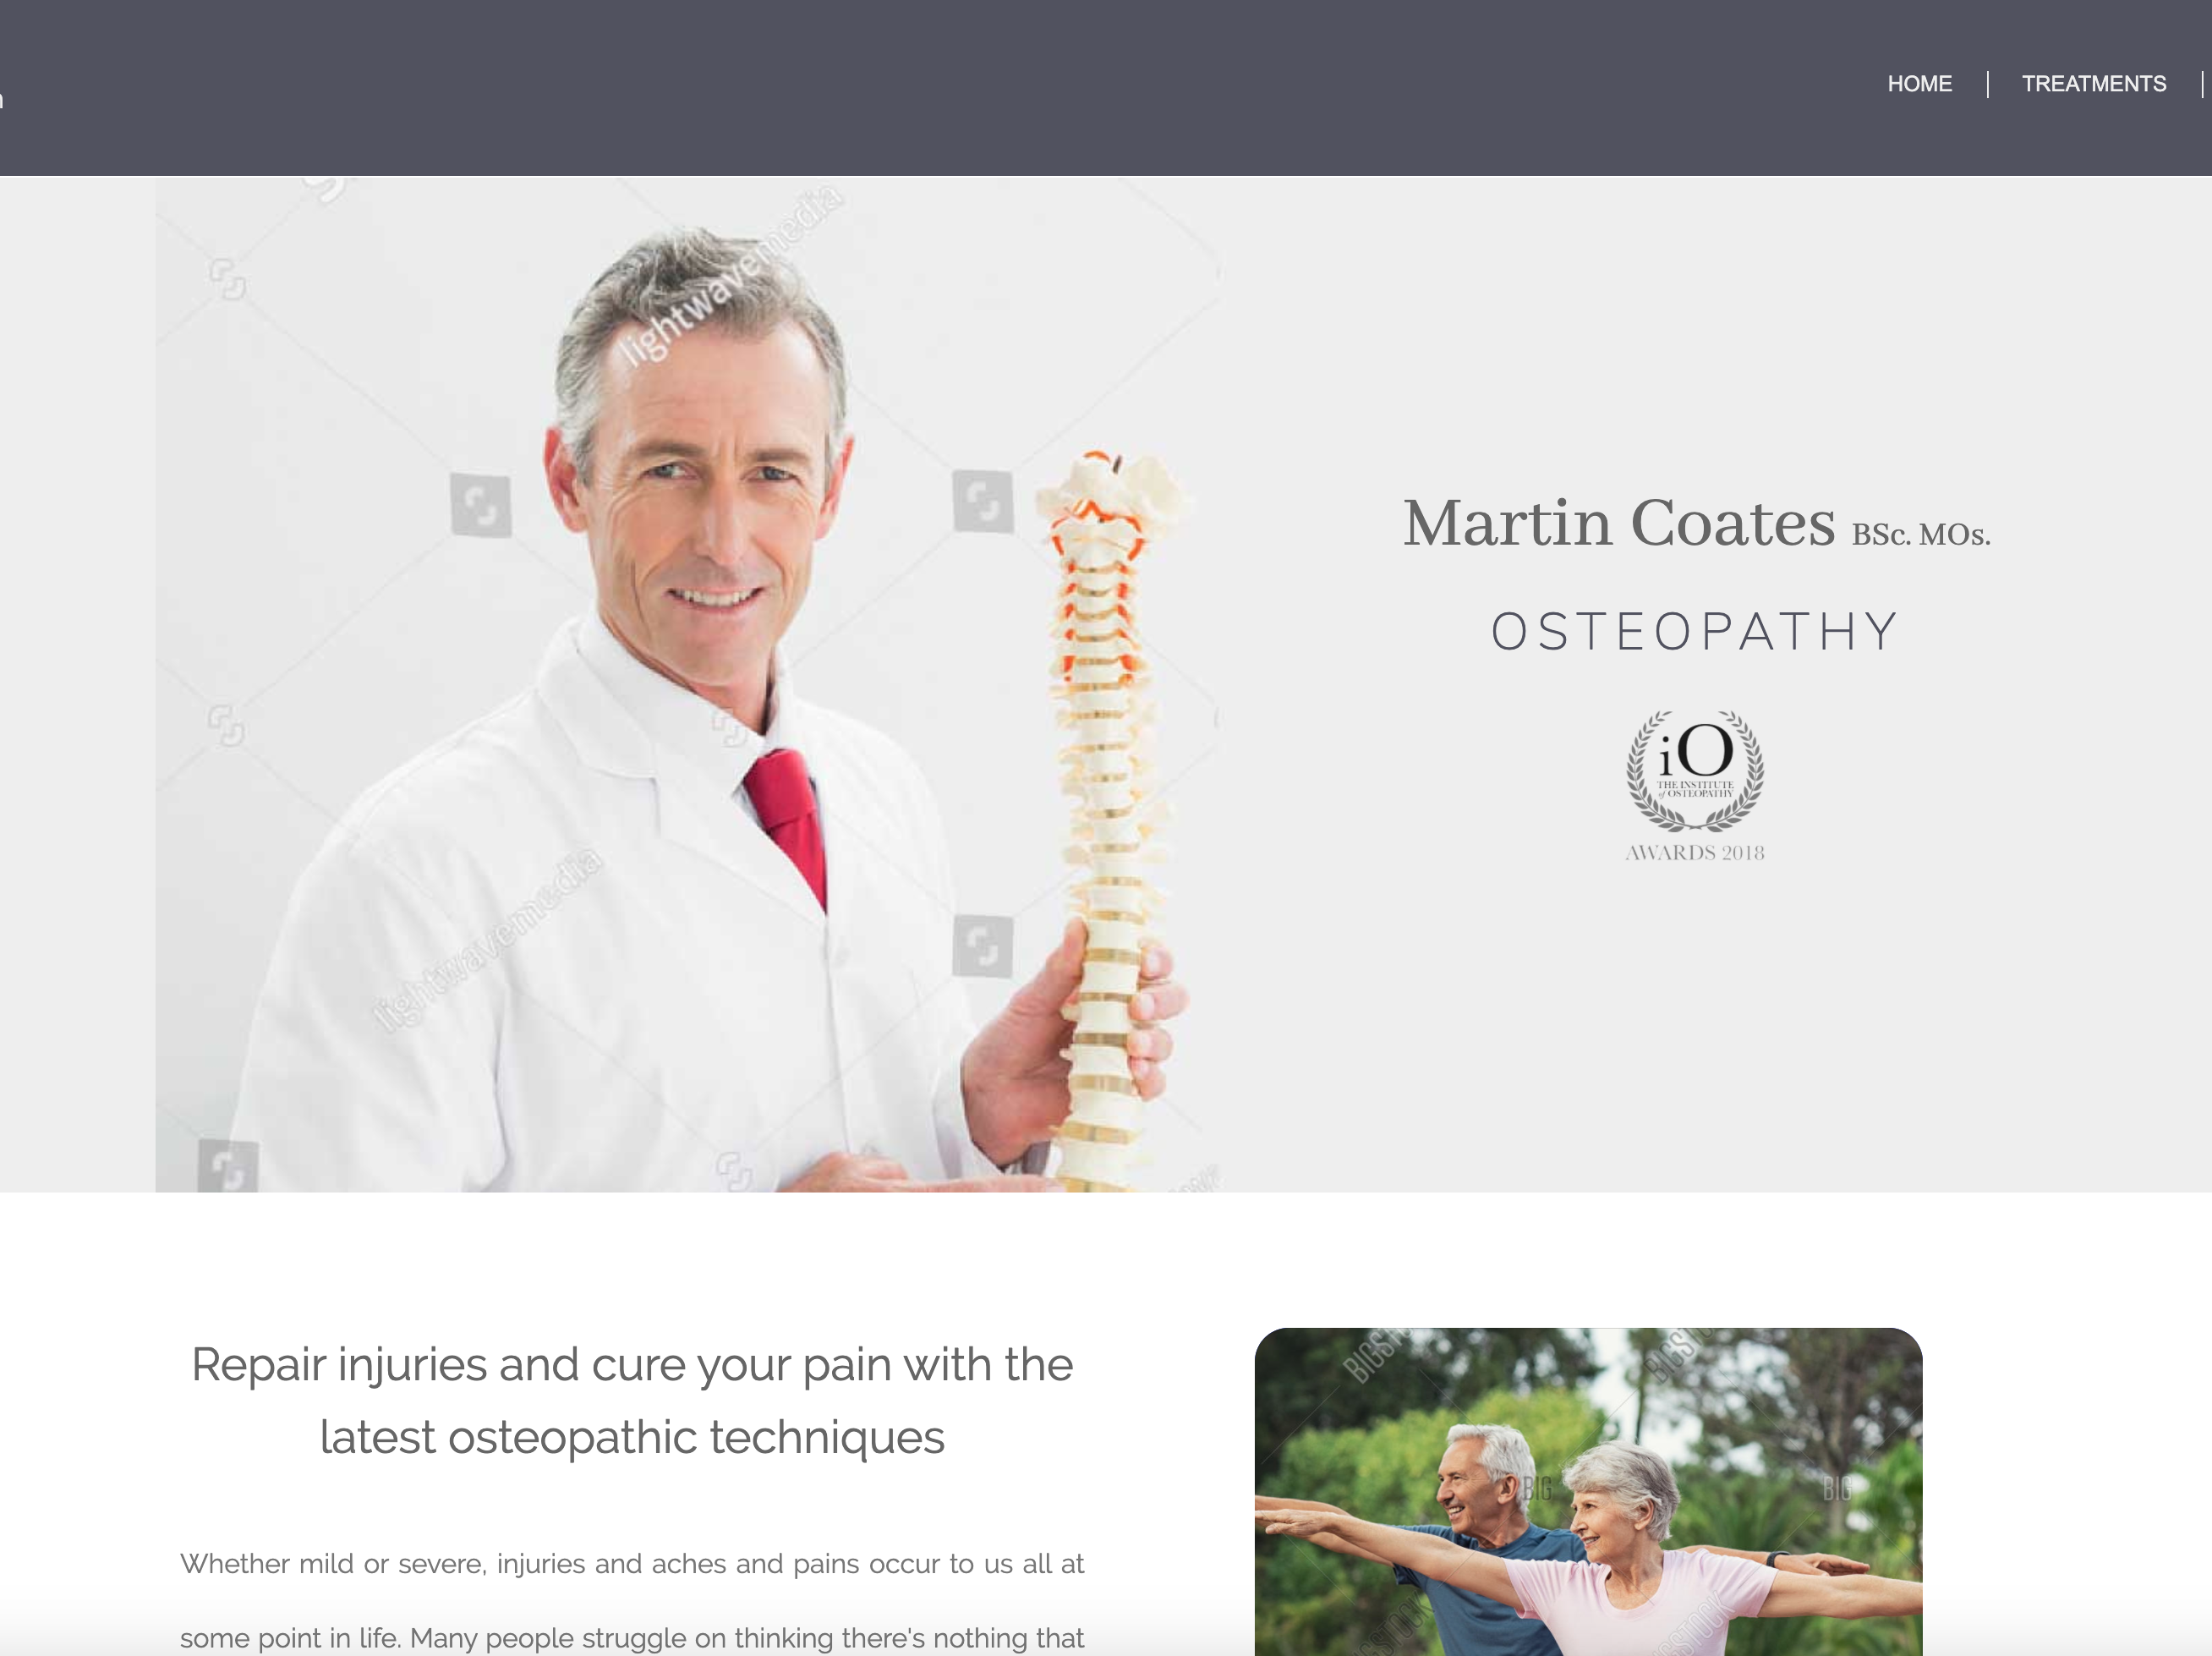 HOME | TREATMENTS |
lightwavemedia
Martin Coates BSc. MOs.
OSTEOPATHY
iO
THE INSTITUTE
of OSTEOPATHY
AWARDS 2018
lightwavemedia
Repair injuries and cure your pain with the
latest osteopathic techniques
BIG
BIG
Whether mild or severe, injuries and aches and pains occur to us all at
some point in life. Many people struggle on thinking there's nothing that